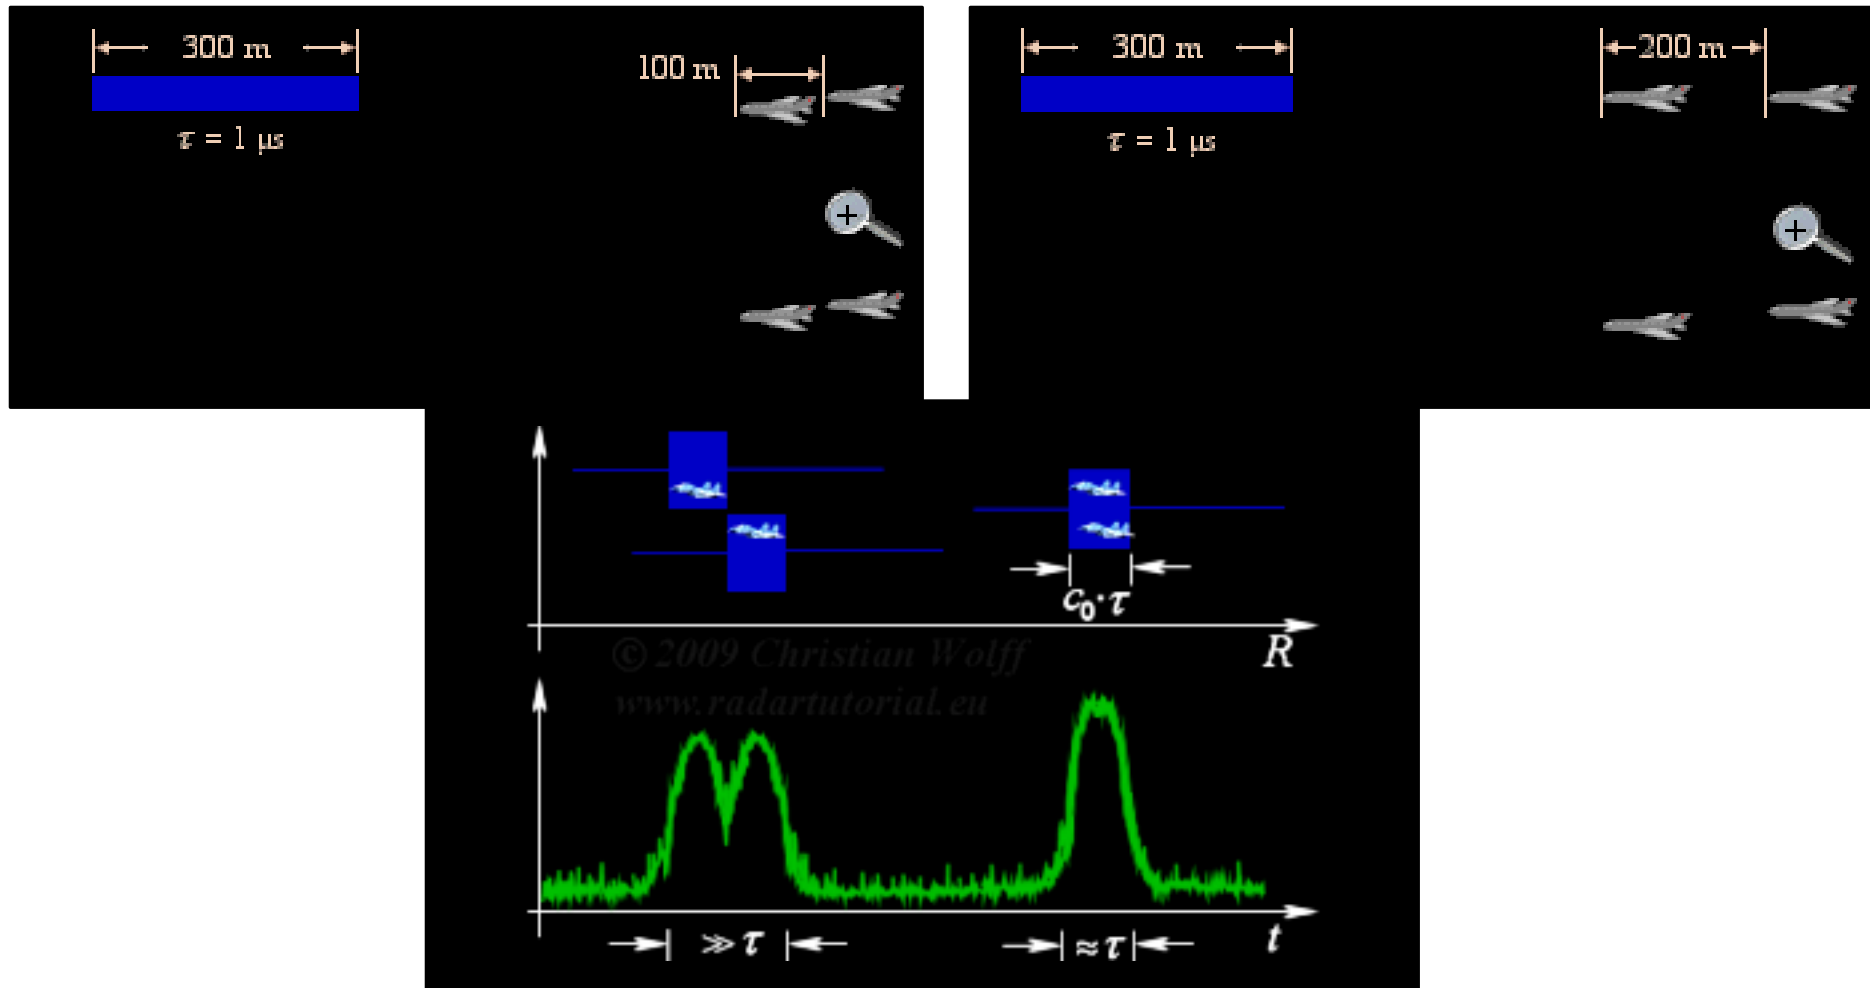 300 m
100 m
τ = 1 μs
300 m
200 m
τ = 1 μs
c₀·τ
R
© 2009 Christian Wolff
www.radartutorial.eu
≫ τ
≈ τ
t